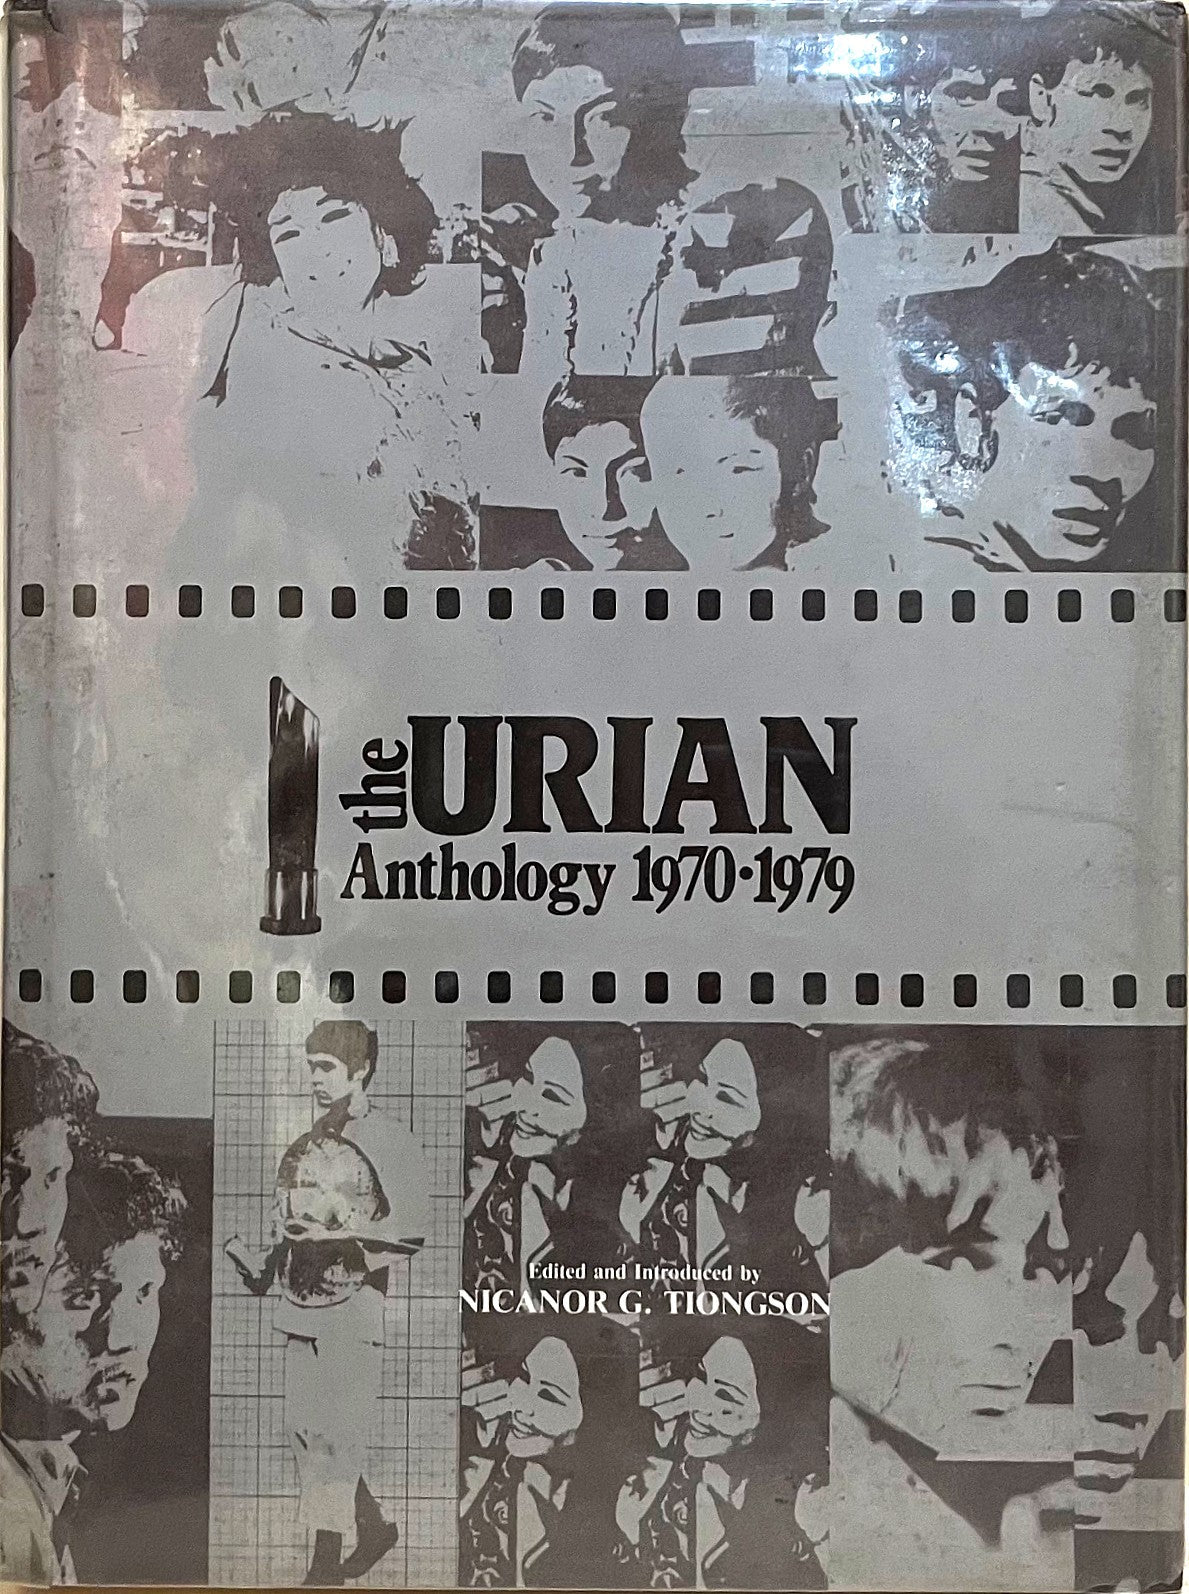 the URIAN
Anthology 1970•1979
Edited and Introduced by
NICANOR G. TIONGSON